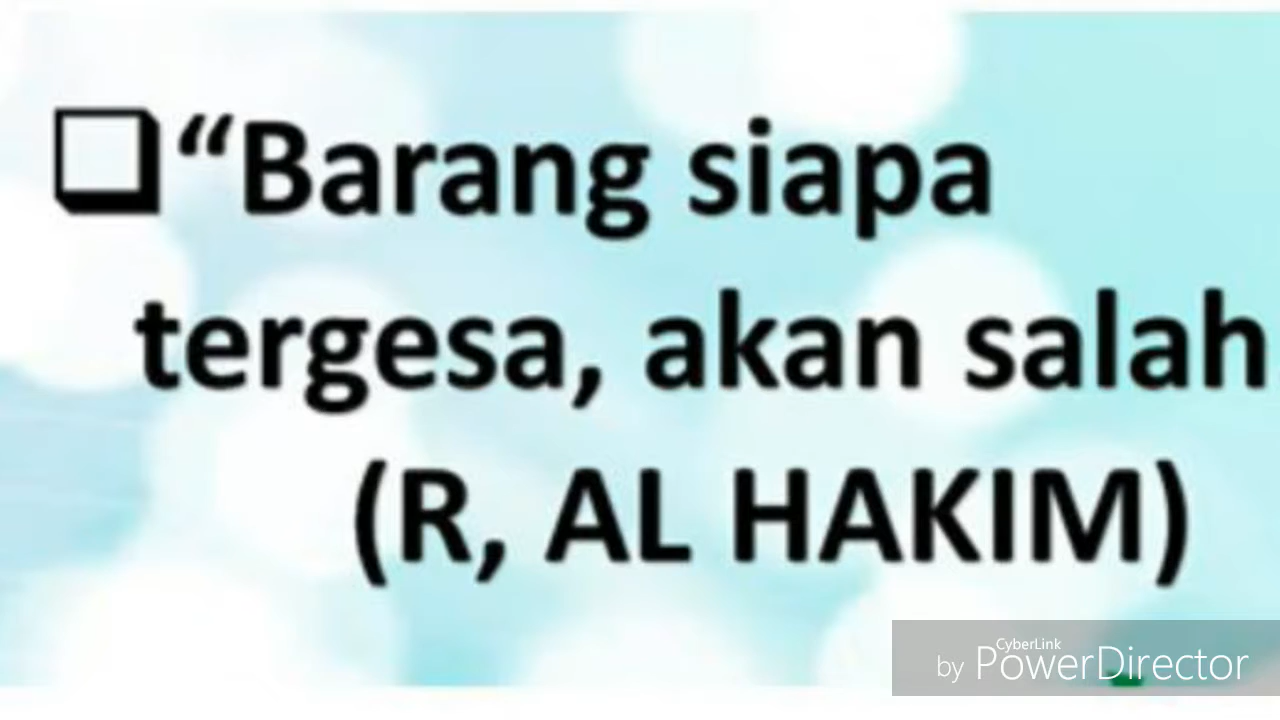 ❑“Barang siapa
tergesa, akan salah
(R, AL HAKIM)
CyberLink
by PowerDirector